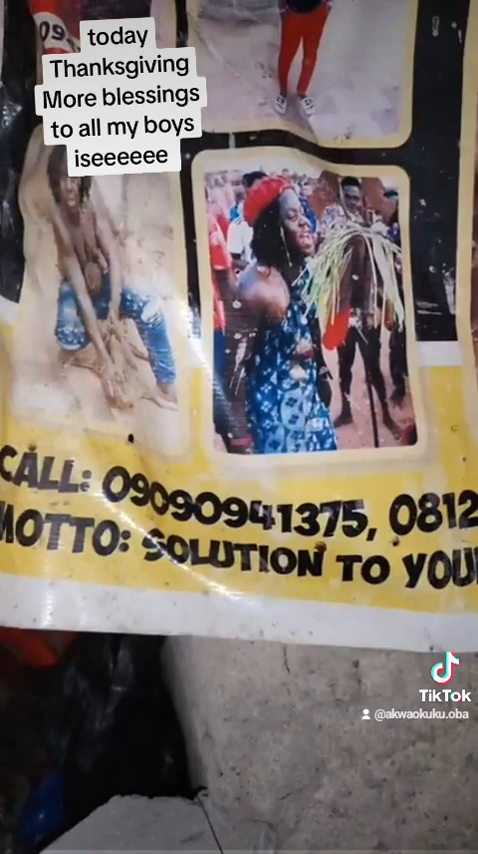 09
today
Thanksgiving
More blessings
to all my boys
iseeeeee
CALL: 09090941375, 0812
MOTTO: SOLUTION TO YOU
TikTok
@akwaokuku.oba